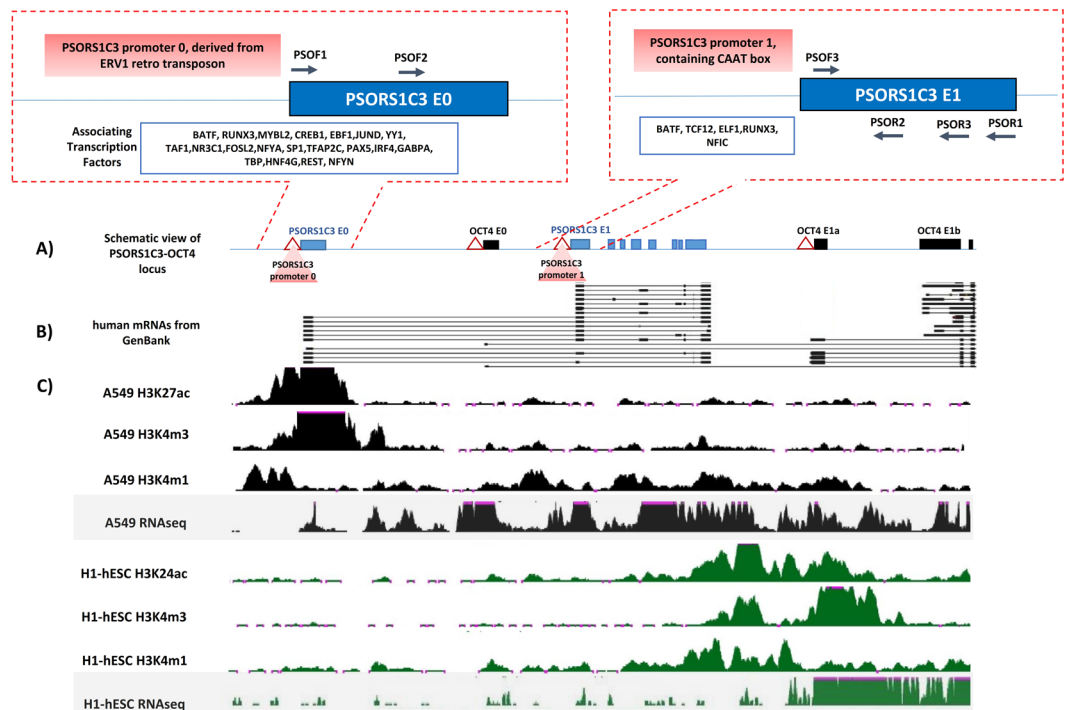 PSORS1C3 promoter 0, derived from
ERV1 retro transposon
PSOF1
PSOF2
PSORS1C3 E0
Associating
Transcription
Factors
BATF, RUNX3,MYBL2, CREB1, EBF1,JUND, YY1,
TAF1,NR3C1,FOSL2,NFYA, SP1,TFAP2C, PAX5,IRF4,GABPA,
TBP,HNF4G,REST, NFYN
PSORS1C3 promoter 1,
containing CAAT box
PSOF3
PSORS1C3 E1
BATF, TCF12, ELF1,RUNX3,
NFIC
PSOR2
PSOR3
PSOR1
A)
Schematic view of
PSORS1C3-OCT4
locus
PSORS1C3 E0
OCT4 E0
PSORS1C3 E1
OCT4 E1a
OCT4 E1b
PSORS1C3
promoter 0
PSORS1C3
promoter 1
B)
human mRNAs from
GenBank
C)
A549 H3K27ac
A549 H3K4m3
A549 H3K4m1
A549 RNAseq
H1-hESC H3K24ac
H1-hESC H3K4m3
H1-hESC H3K4m1
H1-hESC RNAseq